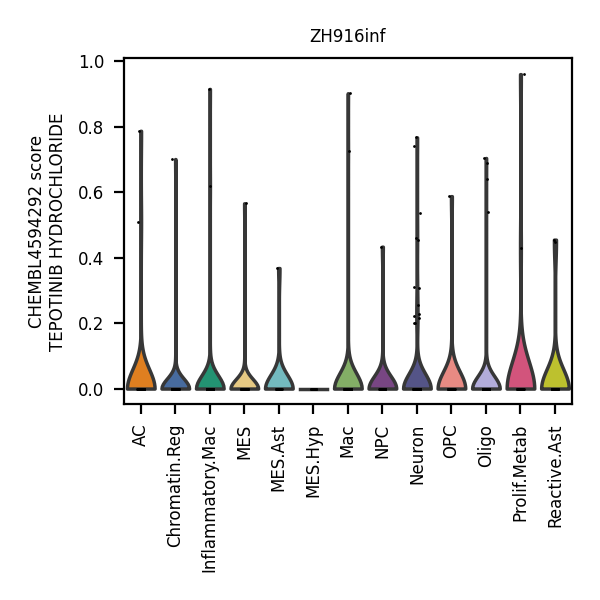 ZH916inf
CHEMBL4594292 score
TEPOTINIB HYDROCHLORIDE
1.0
0.8
0.6
0.4
0.2
0.0
AC
Chromatin.Reg
Inflammatory.Mac
MES
MES.Ast
MES.Hyp
Mac
NPC
Neuron
OPC
Oligo
Prolif.Metab
Reactive.Ast